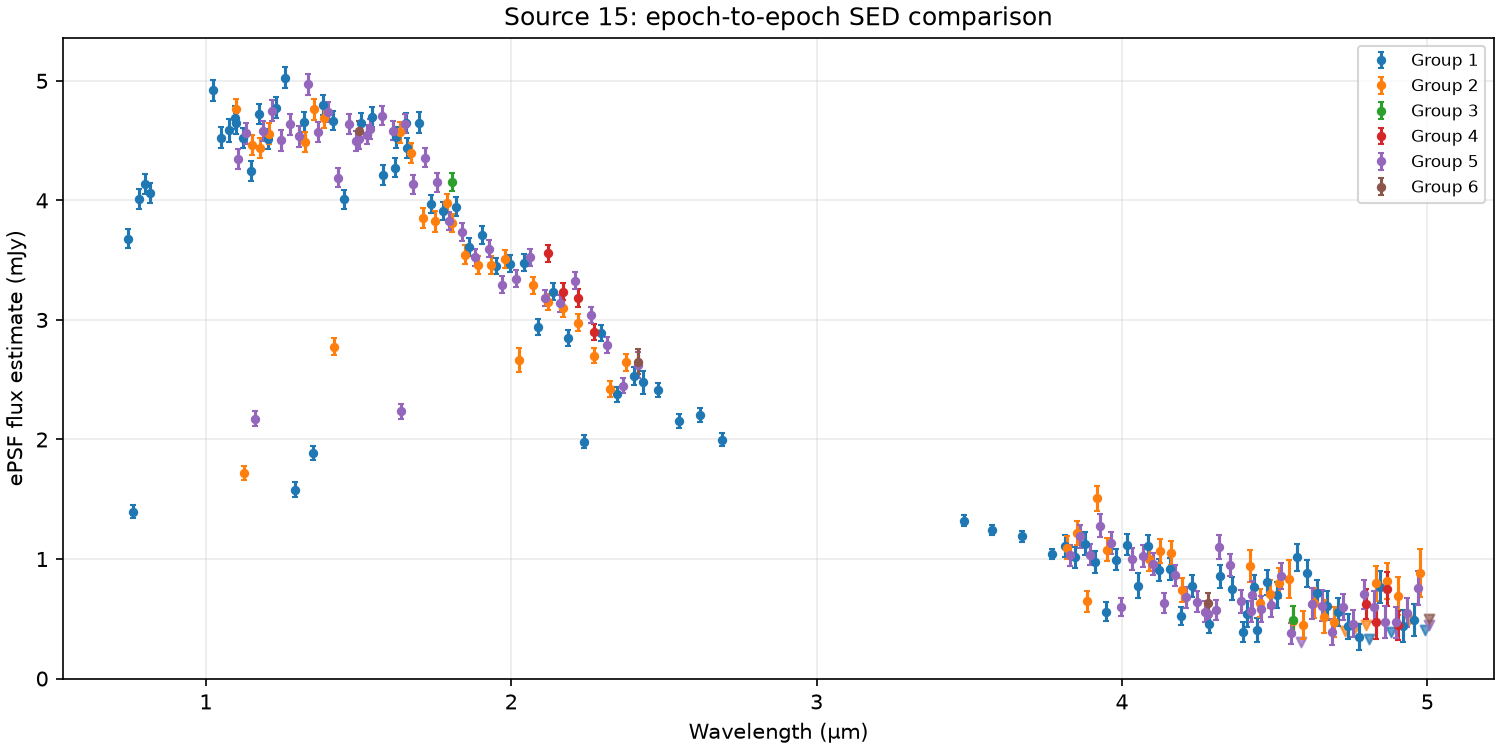 Source 15: epoch-to-epoch SED comparison
ePSF flux estimate (mJy)
5
4
3
2
1
0
Group 1
Group 2
Group 3
Group 4
Group 5
Group 6
1 2 3 4 5
Wavelength (μm)